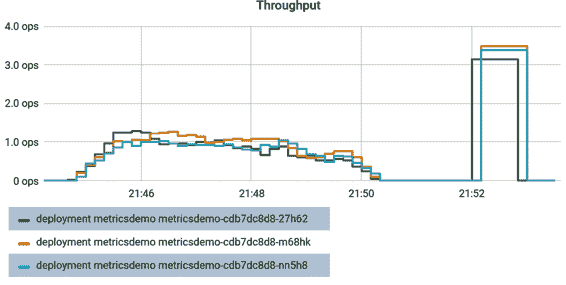 Throughput
4.0 ops
3.0 ops
2.0 ops
1.0 ops
0 ops
21:46 21:48 21:50 21:52
deployment metricsdemo metricsdemo-cdb7dc8d8-27h62
deployment metricsdemo metricsdemo-cdb7dc8d8-m68hk
deployment metricsdemo metricsdemo-cdb7dc8d8-nn5h8